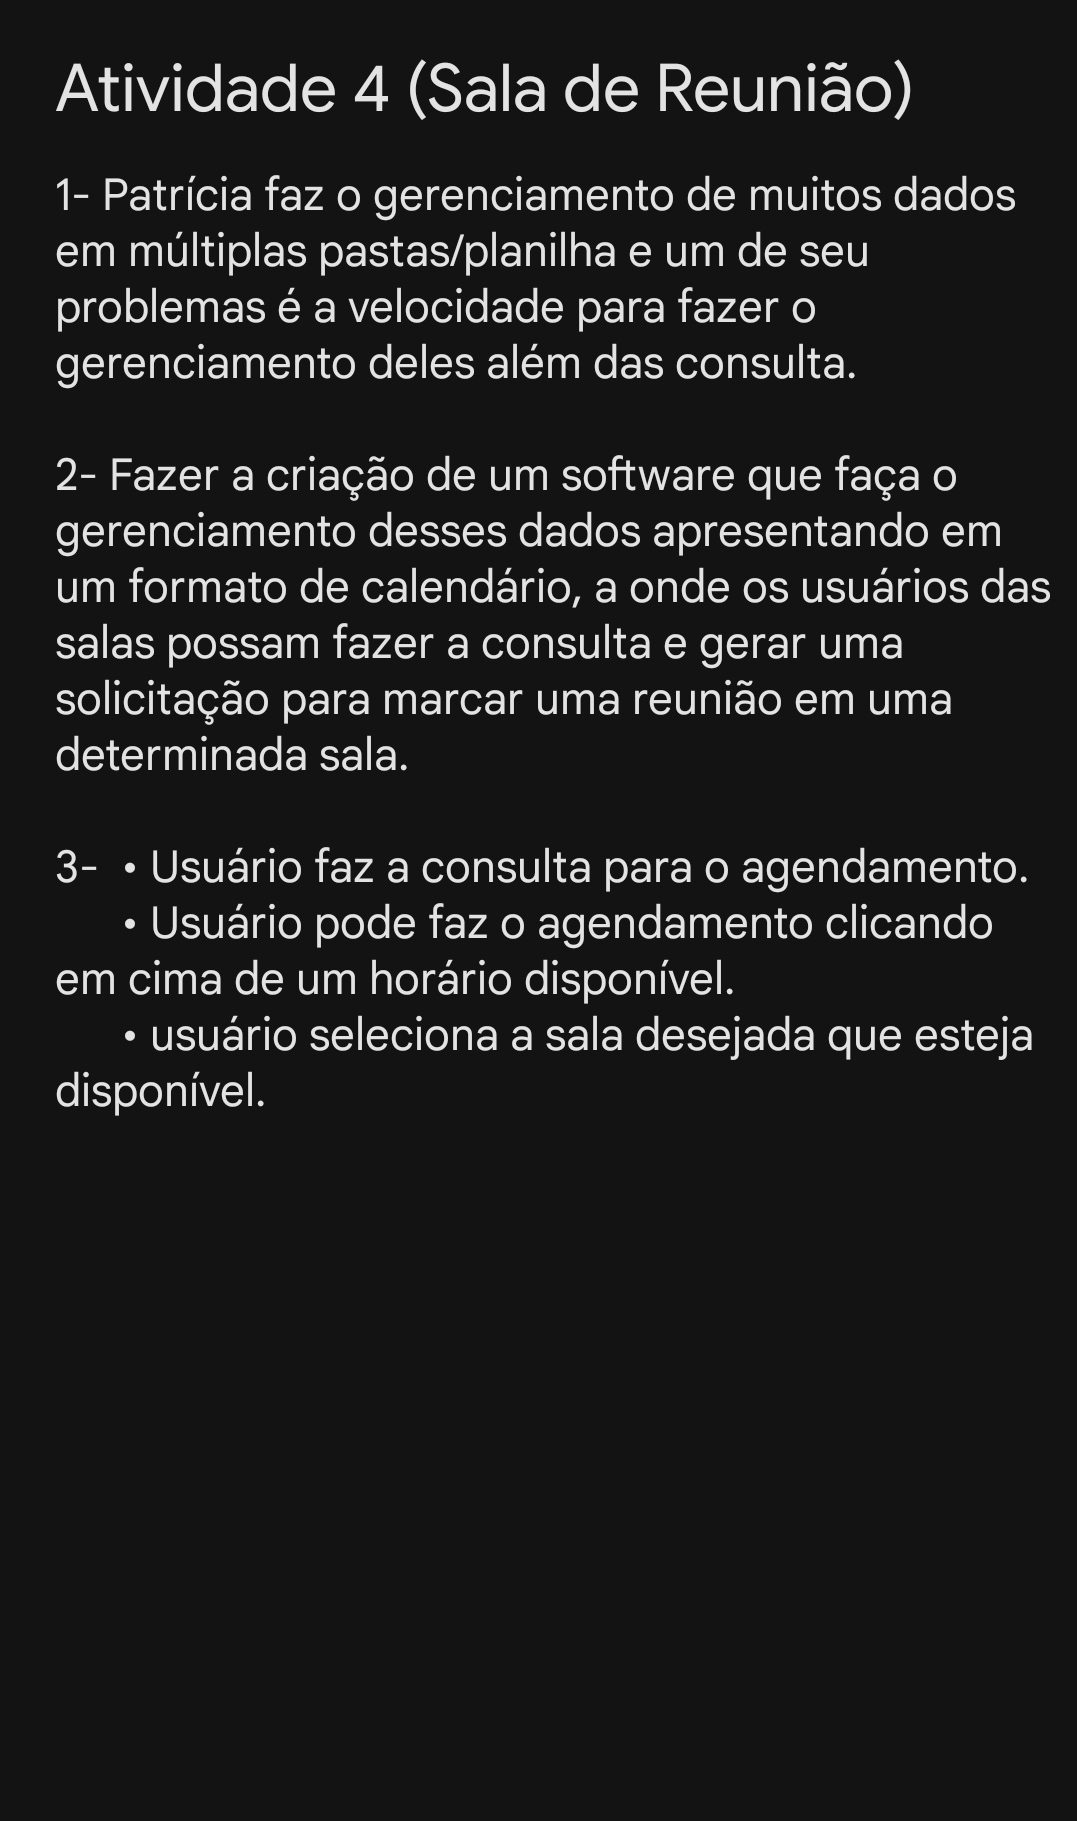 Atividade 4 (Sala de Reunião)
1- Patrícia faz o gerenciamento de muitos dados
em múltiplas pastas/planilha e um de seu
problemas é a velocidade para fazer o
gerenciamento deles além das consulta.
2- Fazer a criação de um software que faça o
gerenciamento desses dados apresentando em
um formato de calendário, a onde os usuários das
salas possam fazer a consulta e gerar uma
solicitação para marcar uma reunião em uma
determinada sala.
3- • Usuário faz a consulta para o agendamento.
• Usuário pode faz o agendamento clicando
em cima de um horário disponível.
• usuário seleciona a sala desejada que esteja
disponível.